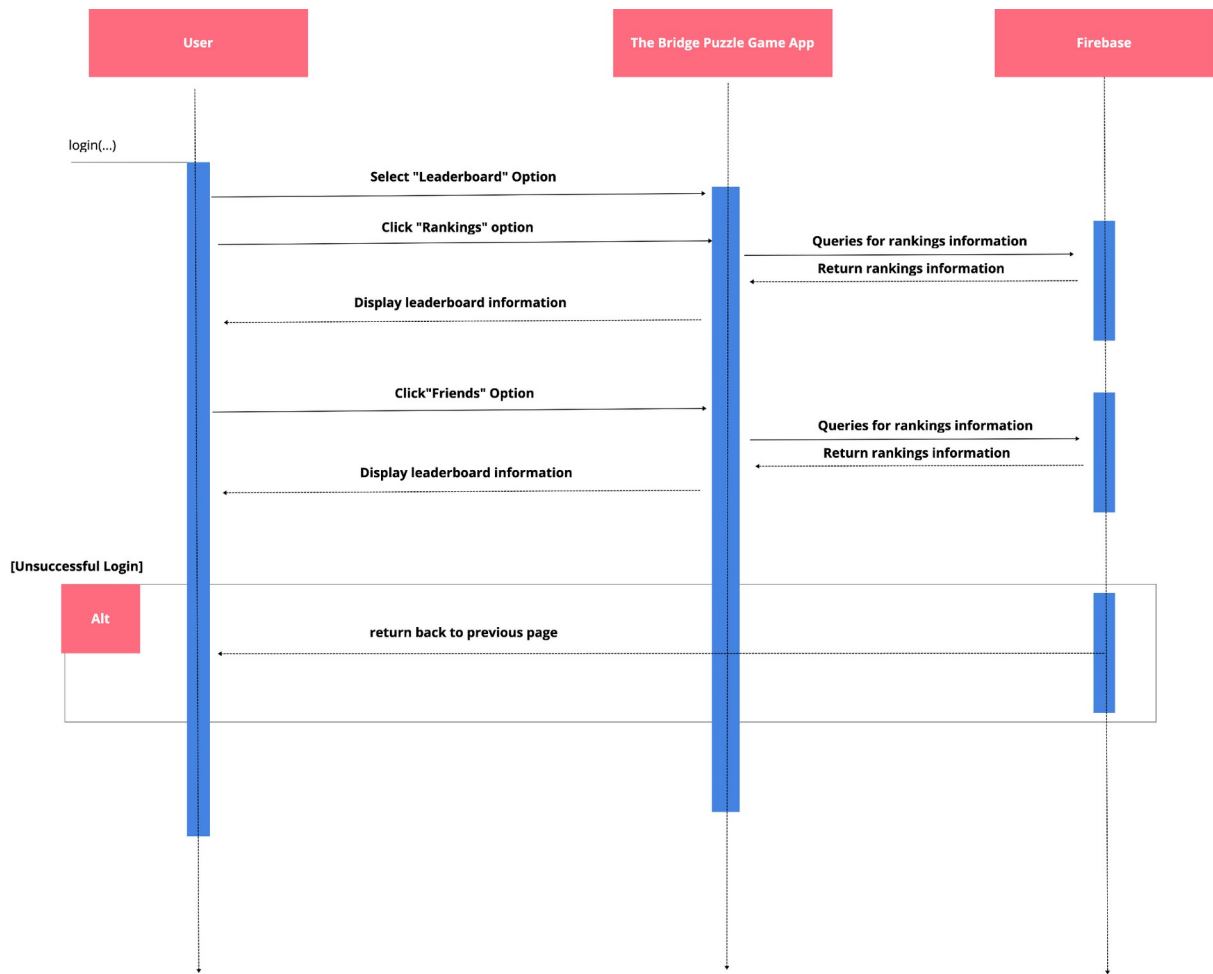 User
The Bridge Puzzle Game App
Firebase
login(...)
Select "Leaderboard" Option
Click "Rankings" option
Queries for rankings information
Return rankings information
Display leaderboard information
Click"Friends" Option
Queries for rankings information
Return rankings information
Display leaderboard information
[Unsuccessful Login]
Alt
return back to previous page